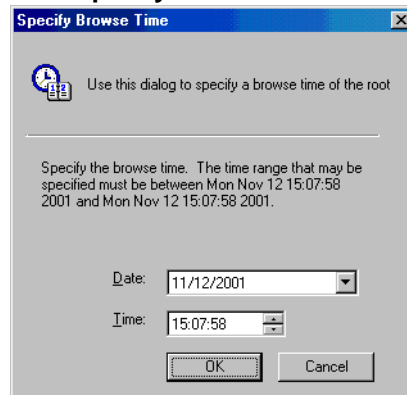 Specify Browse Time
Use this dialog to specify a browse time of the root
Specify the browse time. The time range that may be
specified must be between Mon Nov 12 15:07:58
2001 and Mon Nov 12 15:07:58 2001.
Date: 11/12/2001
Time: 15:07:58
OK Cancel